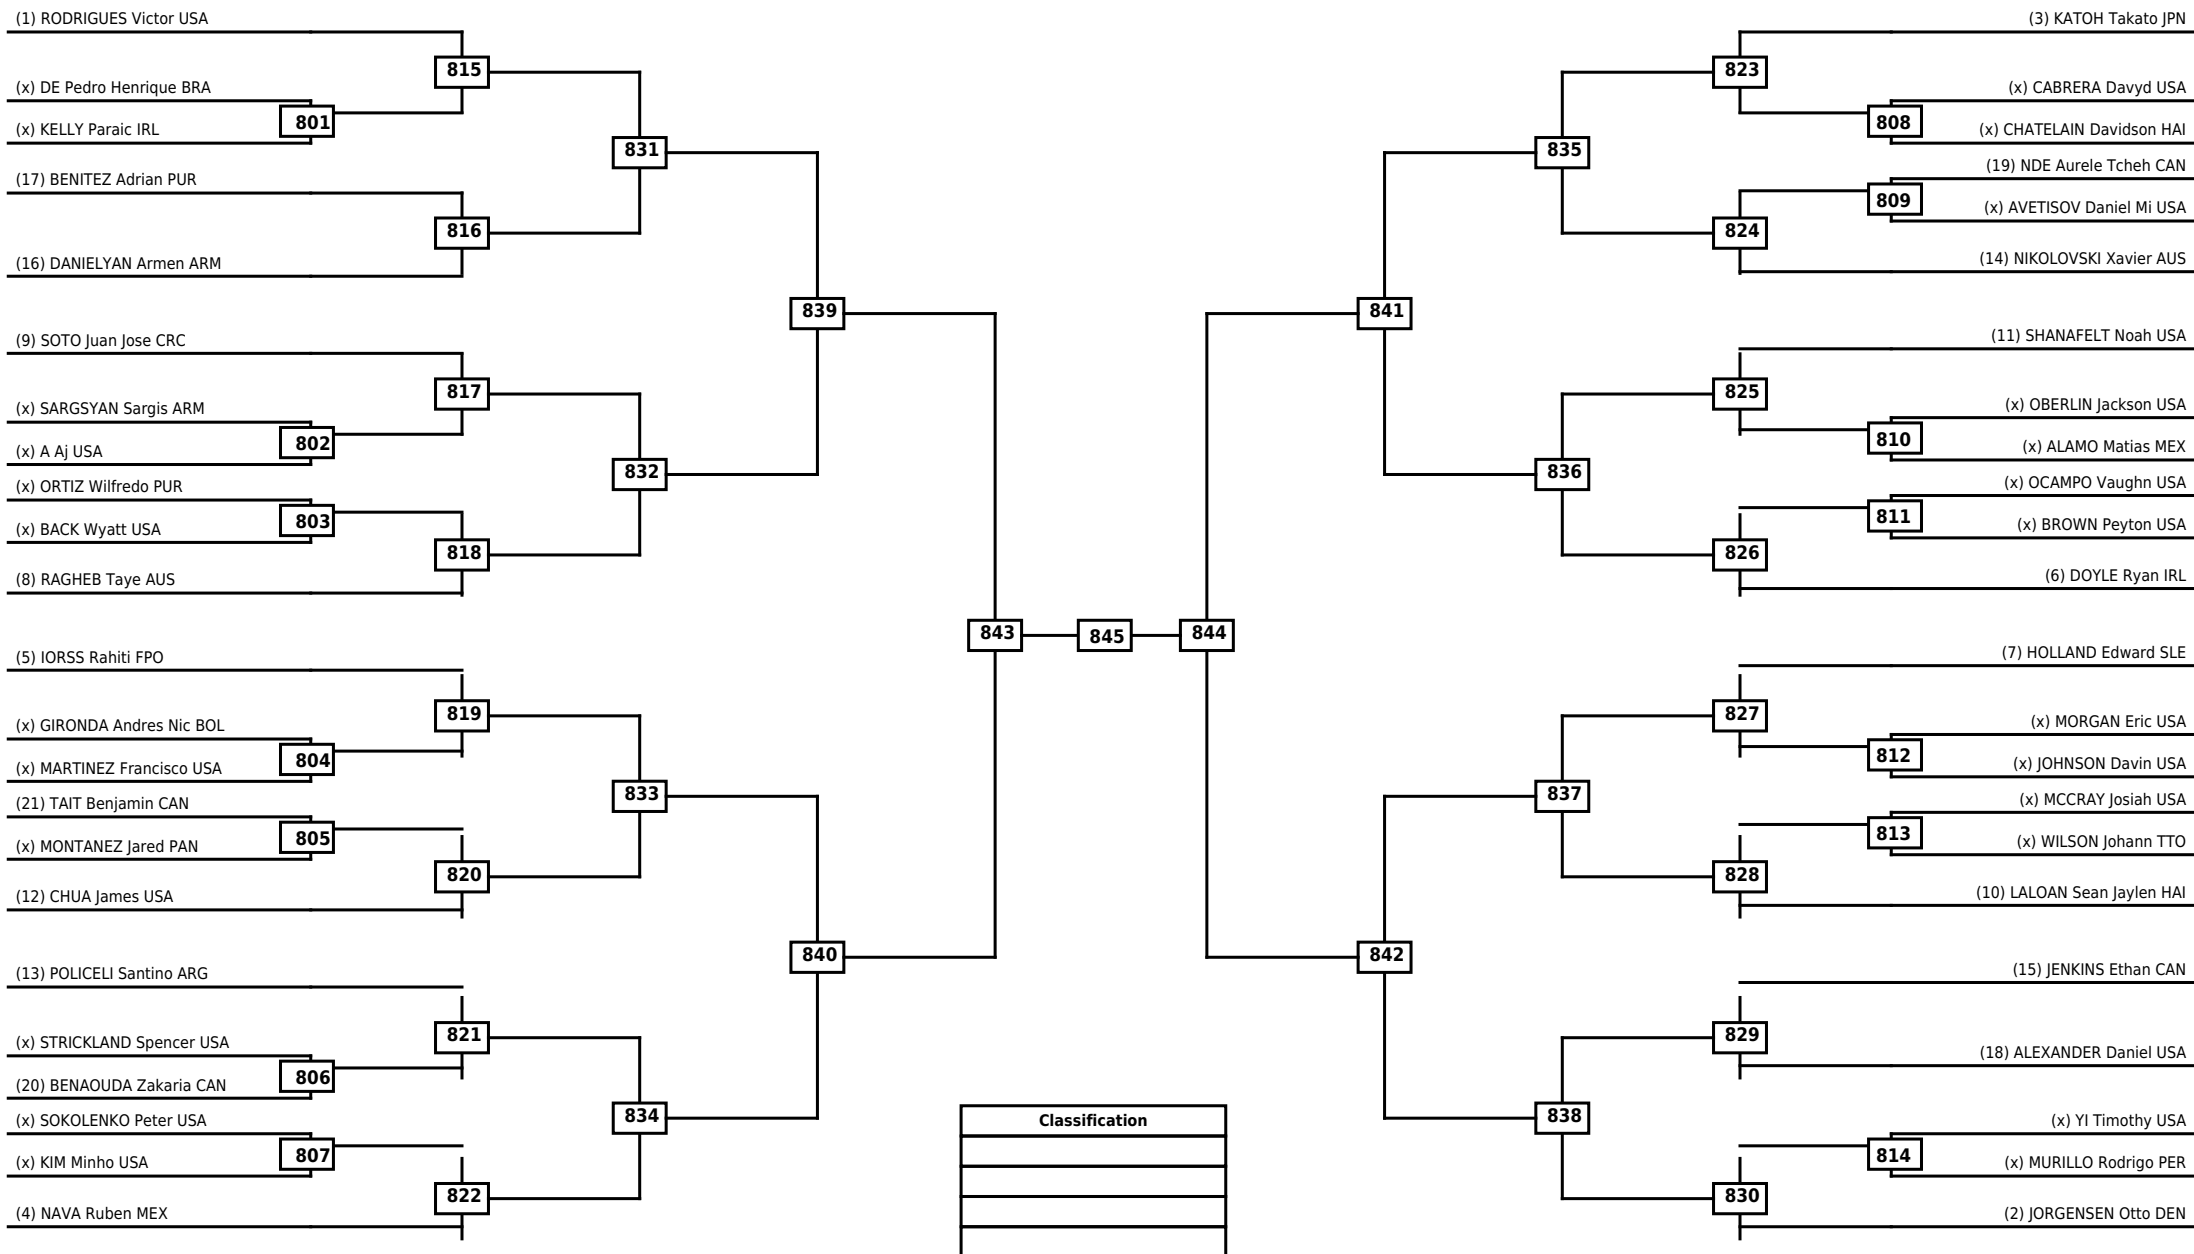 (1) RODRIGUES Victor USA
815
(x) DE Pedro Henrique BRA
801
(x) KELLY Paraic IRL
831
(17) BENITEZ Adrian PUR
816
(16) DANIELYAN Armen ARM
839
(9) SOTO Juan Jose CRC
817
(x) SARGSYAN Sargis ARM
802
(x) A Aj USA
832
(x) ORTIZ Wilfredo PUR
803
(x) BACK Wyatt USA
818
(8) RAGHEB Taye AUS
843
(5) IORSS Rahiti FPO
819
(x) GIRONDA Andres Nic BOL
804
(x) MARTINEZ Francisco USA
833
(21) TAIT Benjamin CAN
805
(x) MONTANEZ Jared PAN
820
(12) CHUA James USA
840
(13) POLICELI Santino ARG
821
(x) STRICKLAND Spencer USA
806
(20) BENAOUDA Zakaria CAN
834
(x) SOKOLENKO Peter USA
807
(x) KIM Minho USA
822
(4) NAVA Ruben MEX
845
Classification
(3) KATOH Takato JPN
823
(x) CABRERA Davyd USA
808
(x) CHATELAIN Davidson HAI
835
(19) NDE Aurele Tcheh CAN
809
(x) AVETISOV Daniel Mi USA
824
(14) NIKOLOVSKI Xavier AUS
841
(11) SHANAFELT Noah USA
825
(x) OBERLIN Jackson USA
810
(x) ALAMO Matias MEX
836
(x) OCAMPO Vaughn USA
811
(x) BROWN Peyton USA
826
(6) DOYLE Ryan IRL
844
(7) HOLLAND Edward SLE
827
(x) MORGAN Eric USA
812
(x) JOHNSON Davin USA
837
(x) MCCRAY Josiah USA
813
(x) WILSON Johann TTO
828
(10) LALOAN Sean Jaylen HAI
842
(15) JENKINS Ethan CAN
829
(18) ALEXANDER Daniel USA
838
(x) YI Timothy USA
814
(x) MURILLO Rodrigo PER
830
(2) JORGENSEN Otto DEN